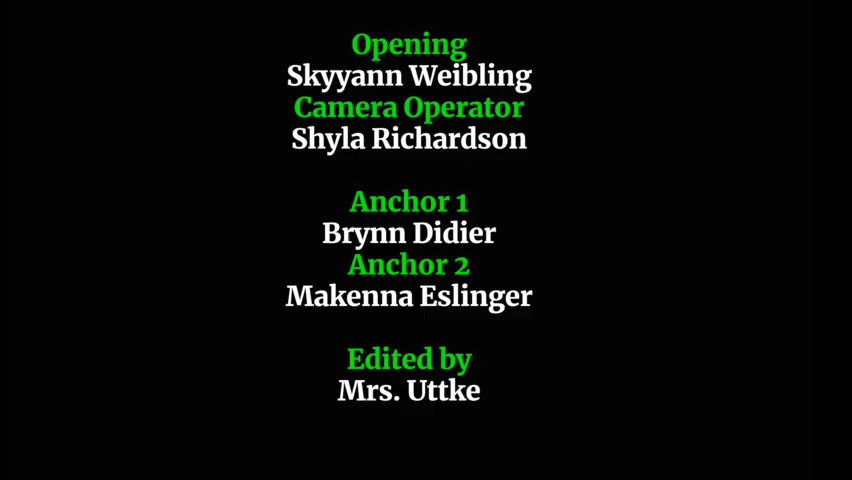 Opening
Skyyann Weibling
Camera Operator
Shyla Richardson
Anchor 1
Brynn Didier
Anchor 2
Makenna Eslinger
Edited by
Mrs. Uttke